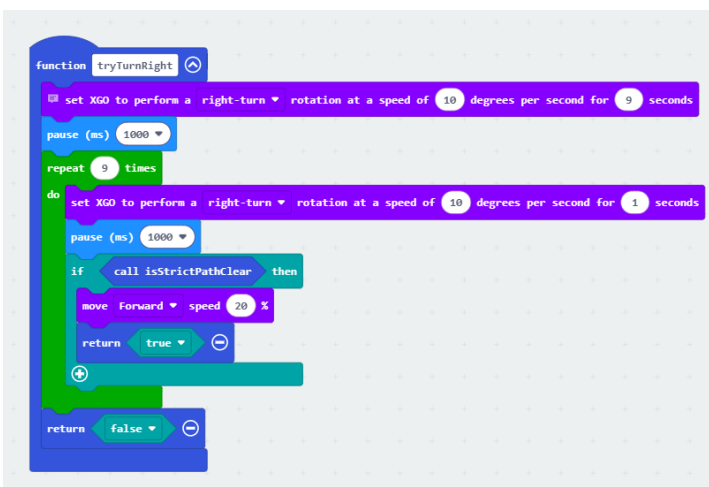 function tryTurnRight
set XGO to perform a right-turn rotation at a speed of 10 degrees per second for 9 seconds
pause (ms) 1000
repeat 9 times
do
set XGO to perform a right-turn rotation at a speed of 10 degrees per second for 1 seconds
pause (ms) 1000
if call isStrictPathClear then
move Forward speed 20 %
return true
return false